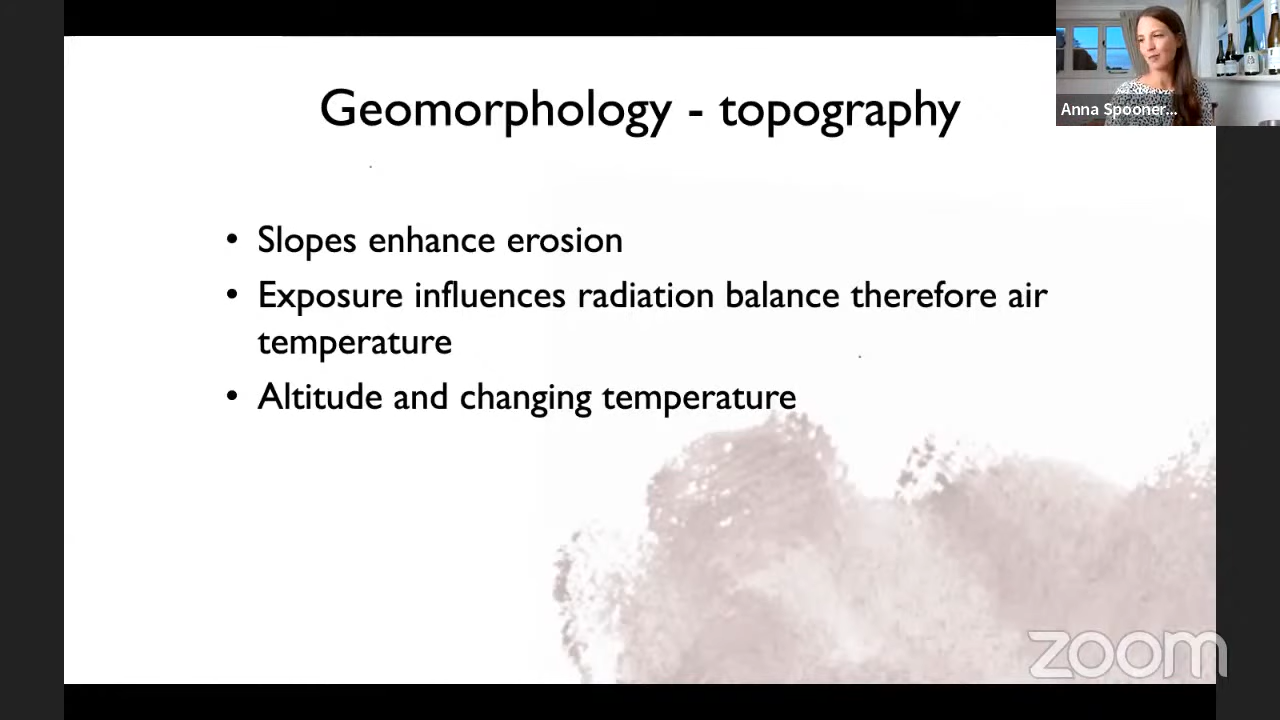 Geomorphology - topography
Anna Spooner...
• Slopes enhance erosion
• Exposure influences radiation balance therefore air
temperature
• Altitude and changing temperature
zoom